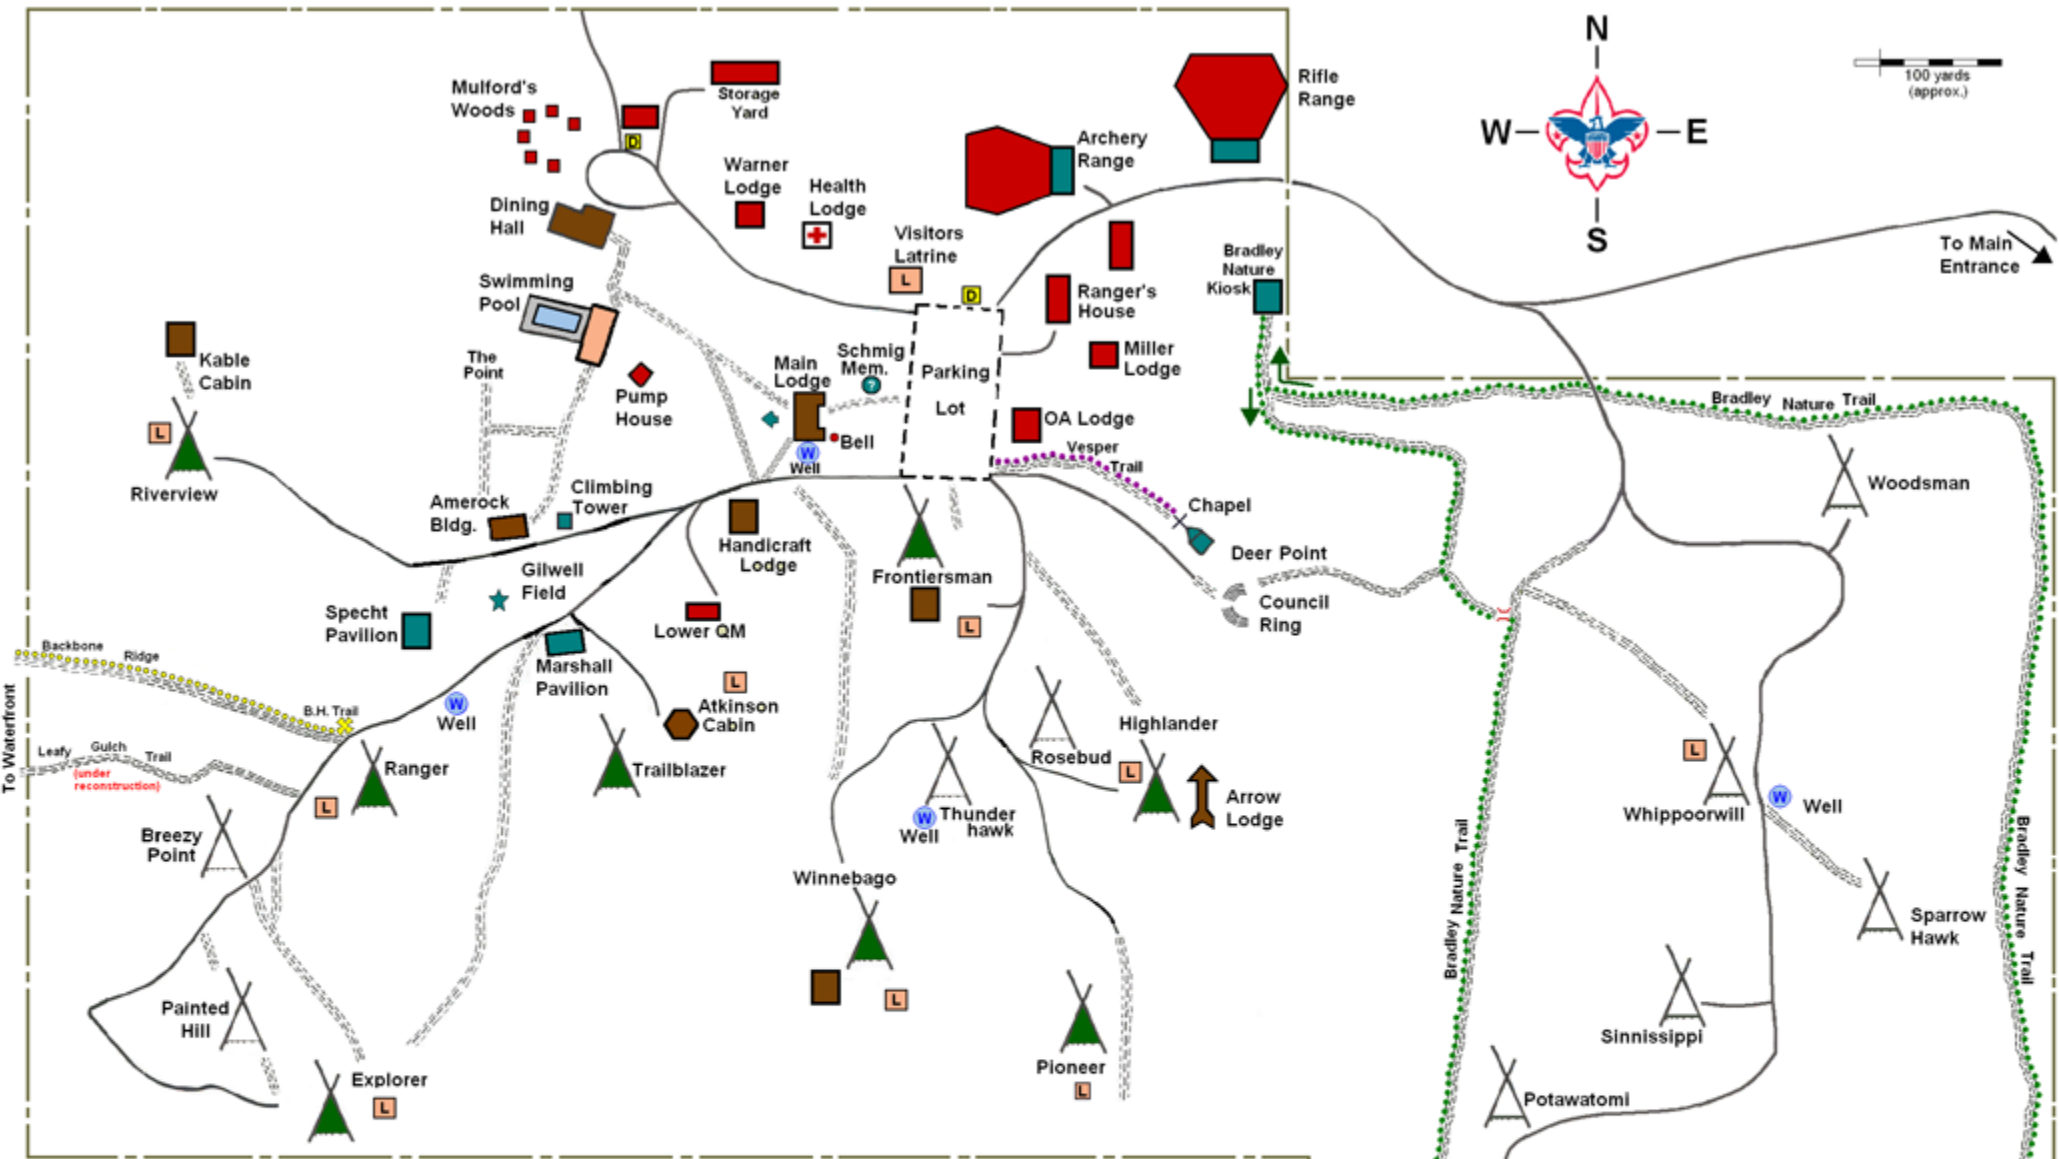 N
W
E
S
100 yards
(approx.)
To Main
Entrance
Rifle
Range
Archery
Range
Mulford's
Woods
Storage
Yard
D
Warner
Lodge
Health
Lodge
Dining
Hall
Visitors
Latrine
L
D
Bradley
Nature
Kiosk
Ranger's
House
Swimming
Pool
Kable
Cabin
The
Point
Pump
House
Main
Lodge
Schmig
Mem.
?
Parking
Lot
Miller
Lodge
Bradley Nature Trail
OA Lodge
L
Bell
W
Well
Vesper
Trail
Riverview
Amerock
Bldg.
Climbing
Tower
Chapel
Woodsman
Handicraft
Lodge
Frontiersman
Deer Point
Council
Ring
Gilwell
Field
Specht
Pavilion
Lower QM
L
Marshall
Pavilion
Backbone Ridge
B.H. Trail
To Waterfront
W
Well
L
Atkinson
Cabin
Highlander
Rosebud
L
Leafy Gulch Trail
(under
reconstruction)
Ranger
L
Trailblazer
Arrow
Lodge
W
Well
Thunder
hawk
L
Whippoorwill
W
Well
Breezy
Point
Winnebago
Bradley Nature Trail
Bradley Nature Trail
Bradley Nature Trail
Sparrow
Hawk
L
Painted
Hill
Sinnissippi
Explorer
L
Pioneer
L
Potawatomi